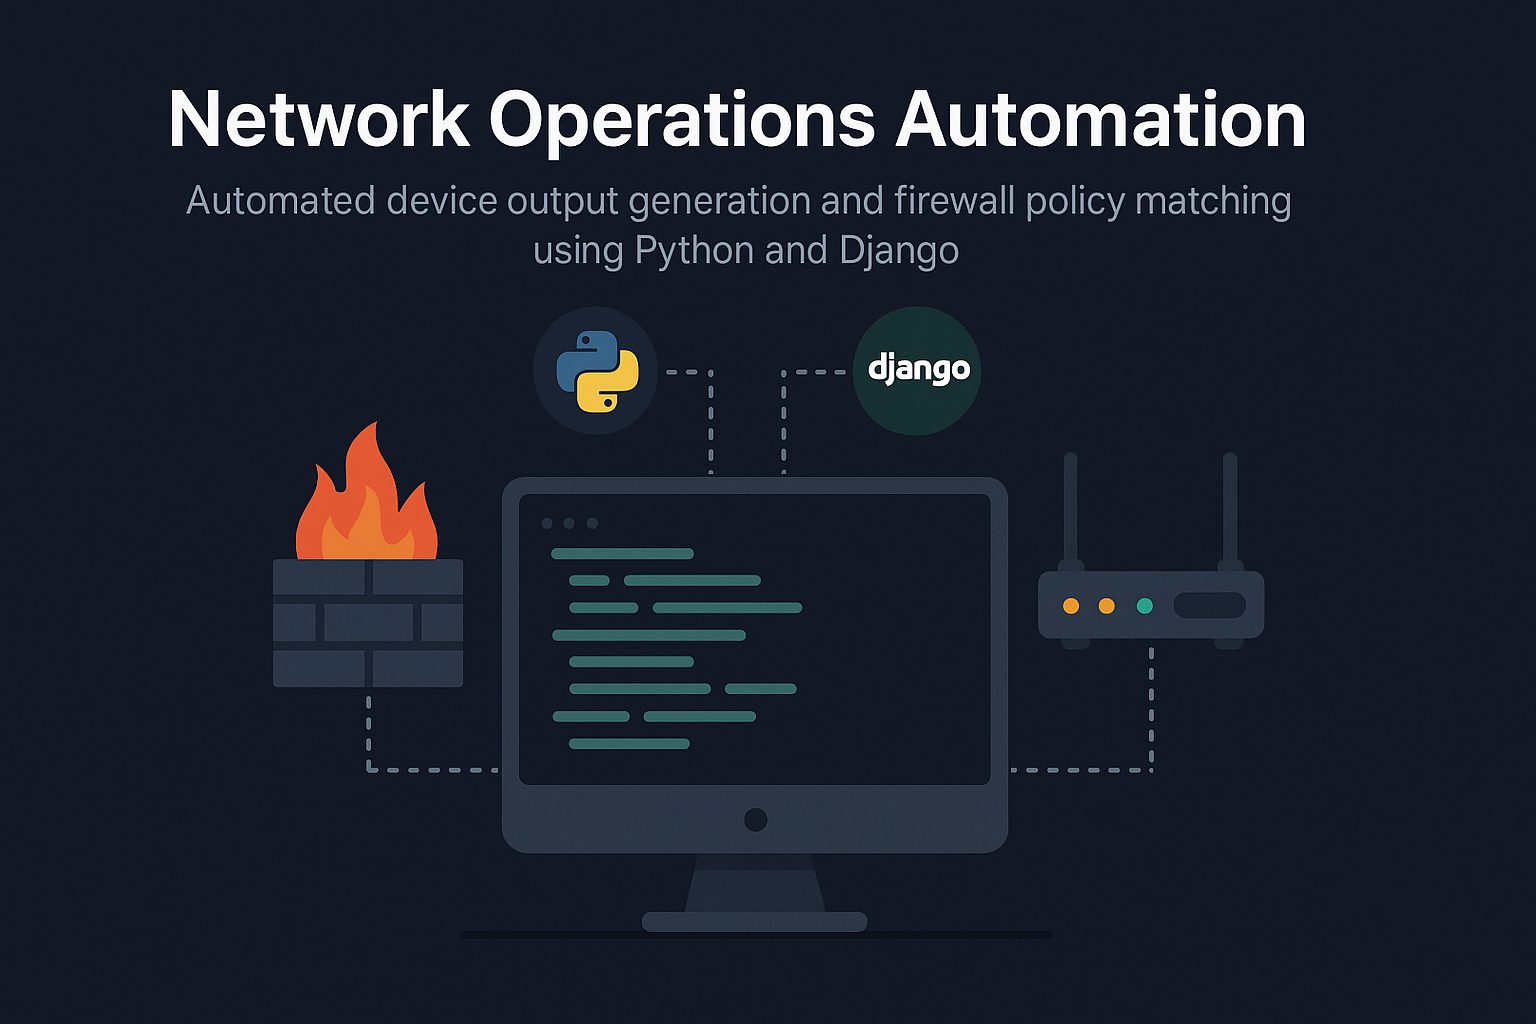 Network Operations Automation
Automated device output generation and firewall policy matching
using Python and Django
django